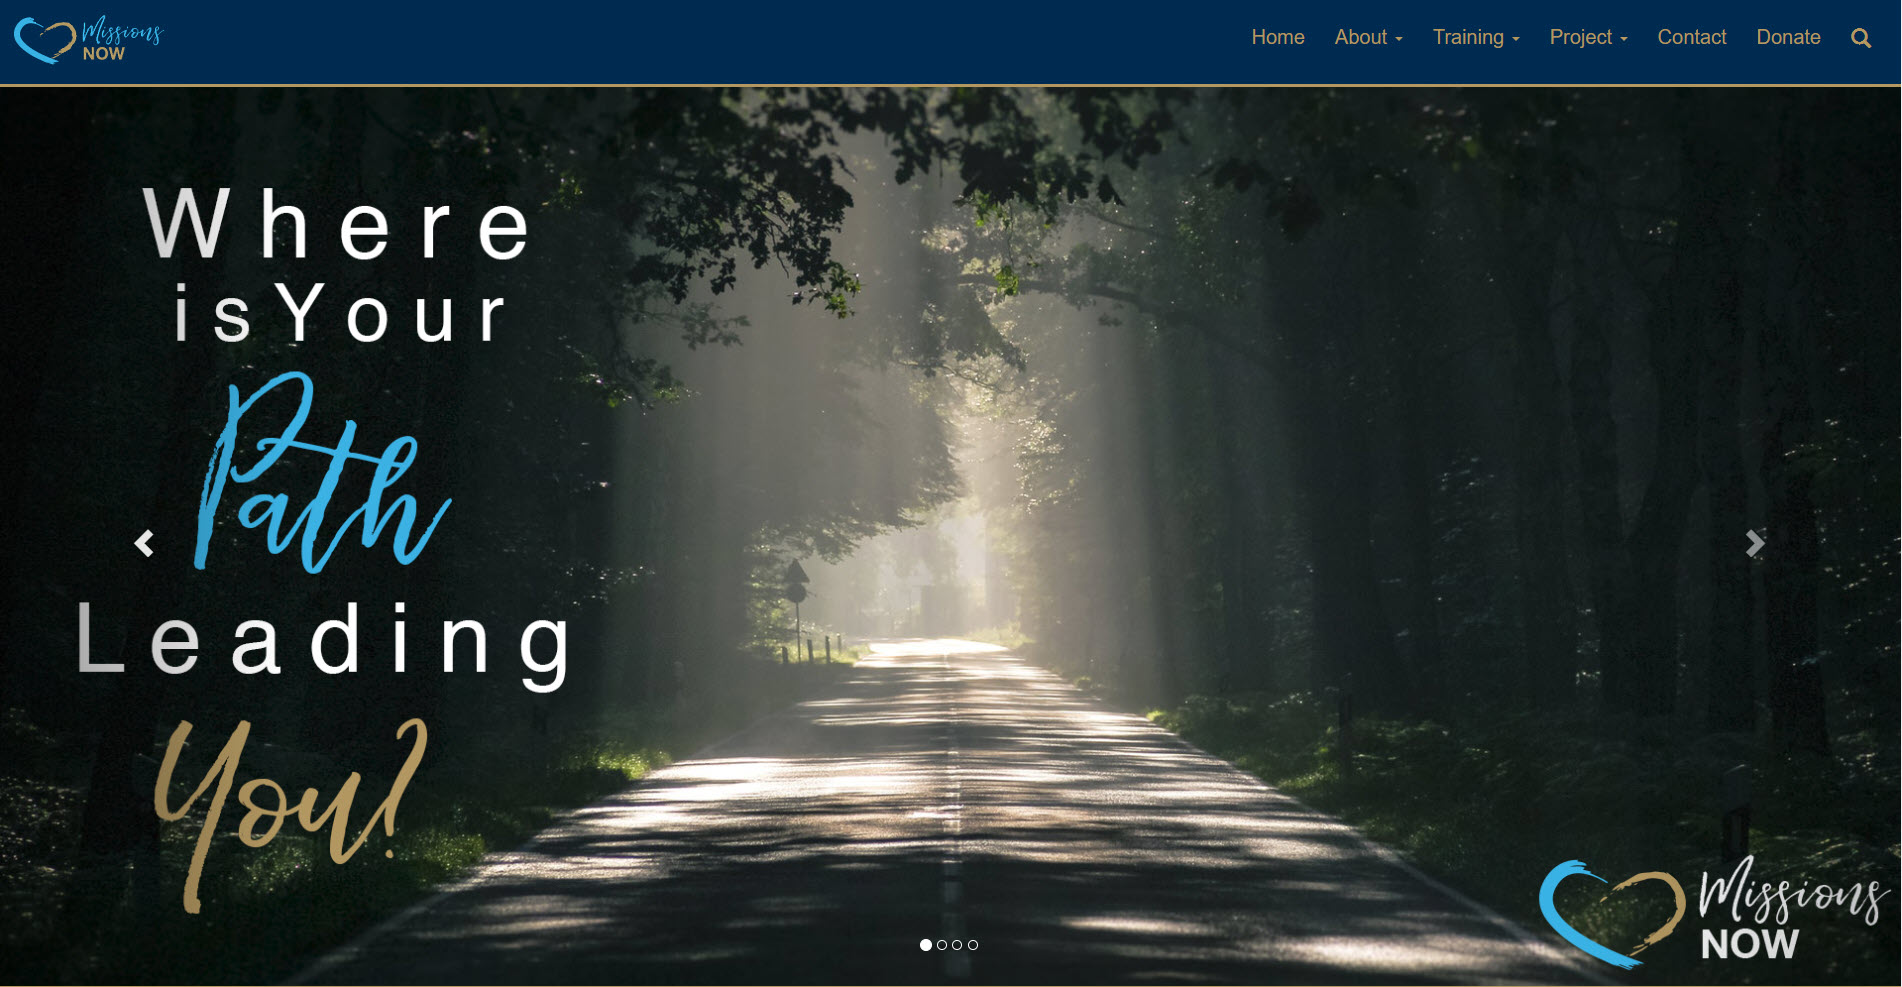 Missions
NOW
Home About Training Project Contact Donate
Where
is Your
Path
Leading
You?
Missions
NOW